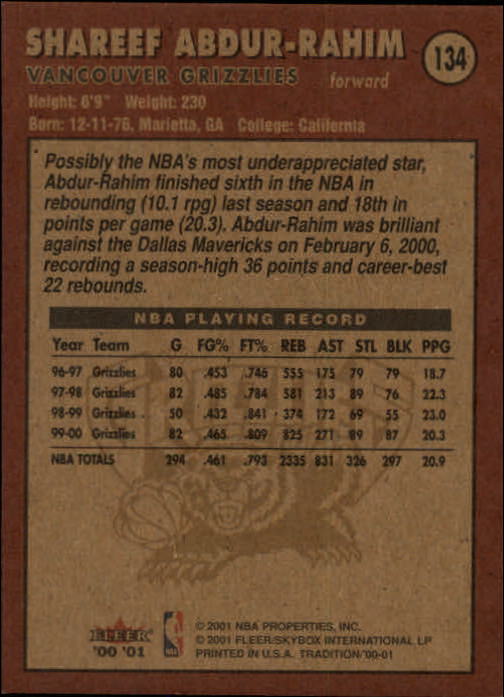 SHAREEF ABDUR-RAHIM
134
VANCOUVER GRIZZLIES forward
Height: 6'9" Weight: 230
Born: 12-11-76, Marietta, GA College: California
Possibly the NBA's most underappreciated star,
Abdur-Rahim finished sixth in the NBA in
rebounding (10.1 rpg) last season and 18th in
points per game (20.3). Abdur-Rahim was brilliant
against the Dallas Mavericks on February 6, 2000,
recording a season-high 36 points and career-best
22 rebounds.
NBA PLAYING RECORD
Year Team G FG% FT% REB AST STL BLK PPG
96-97 Grizzlies 80 .453 .746 555 175 79 79 18.7
97-98 Grizzlies 82 .485 .784 581 213 89 76 22.3
98-99 Grizzlies 50 .432 .841 374 172 69 55 23.0
99-00 Grizzlies 82 .465 .809 825 271 89 87 20.3
NBA TOTALS 294 .461 .793 2335 831 326 297 20.9
FLEER
'00 '01
NBA
© 2001 NBA PROPERTIES, INC.
© 2001 FLEER/SKYBOX INTERNATIONAL LP
PRINTED IN U.S.A. TRADITION/'00-01